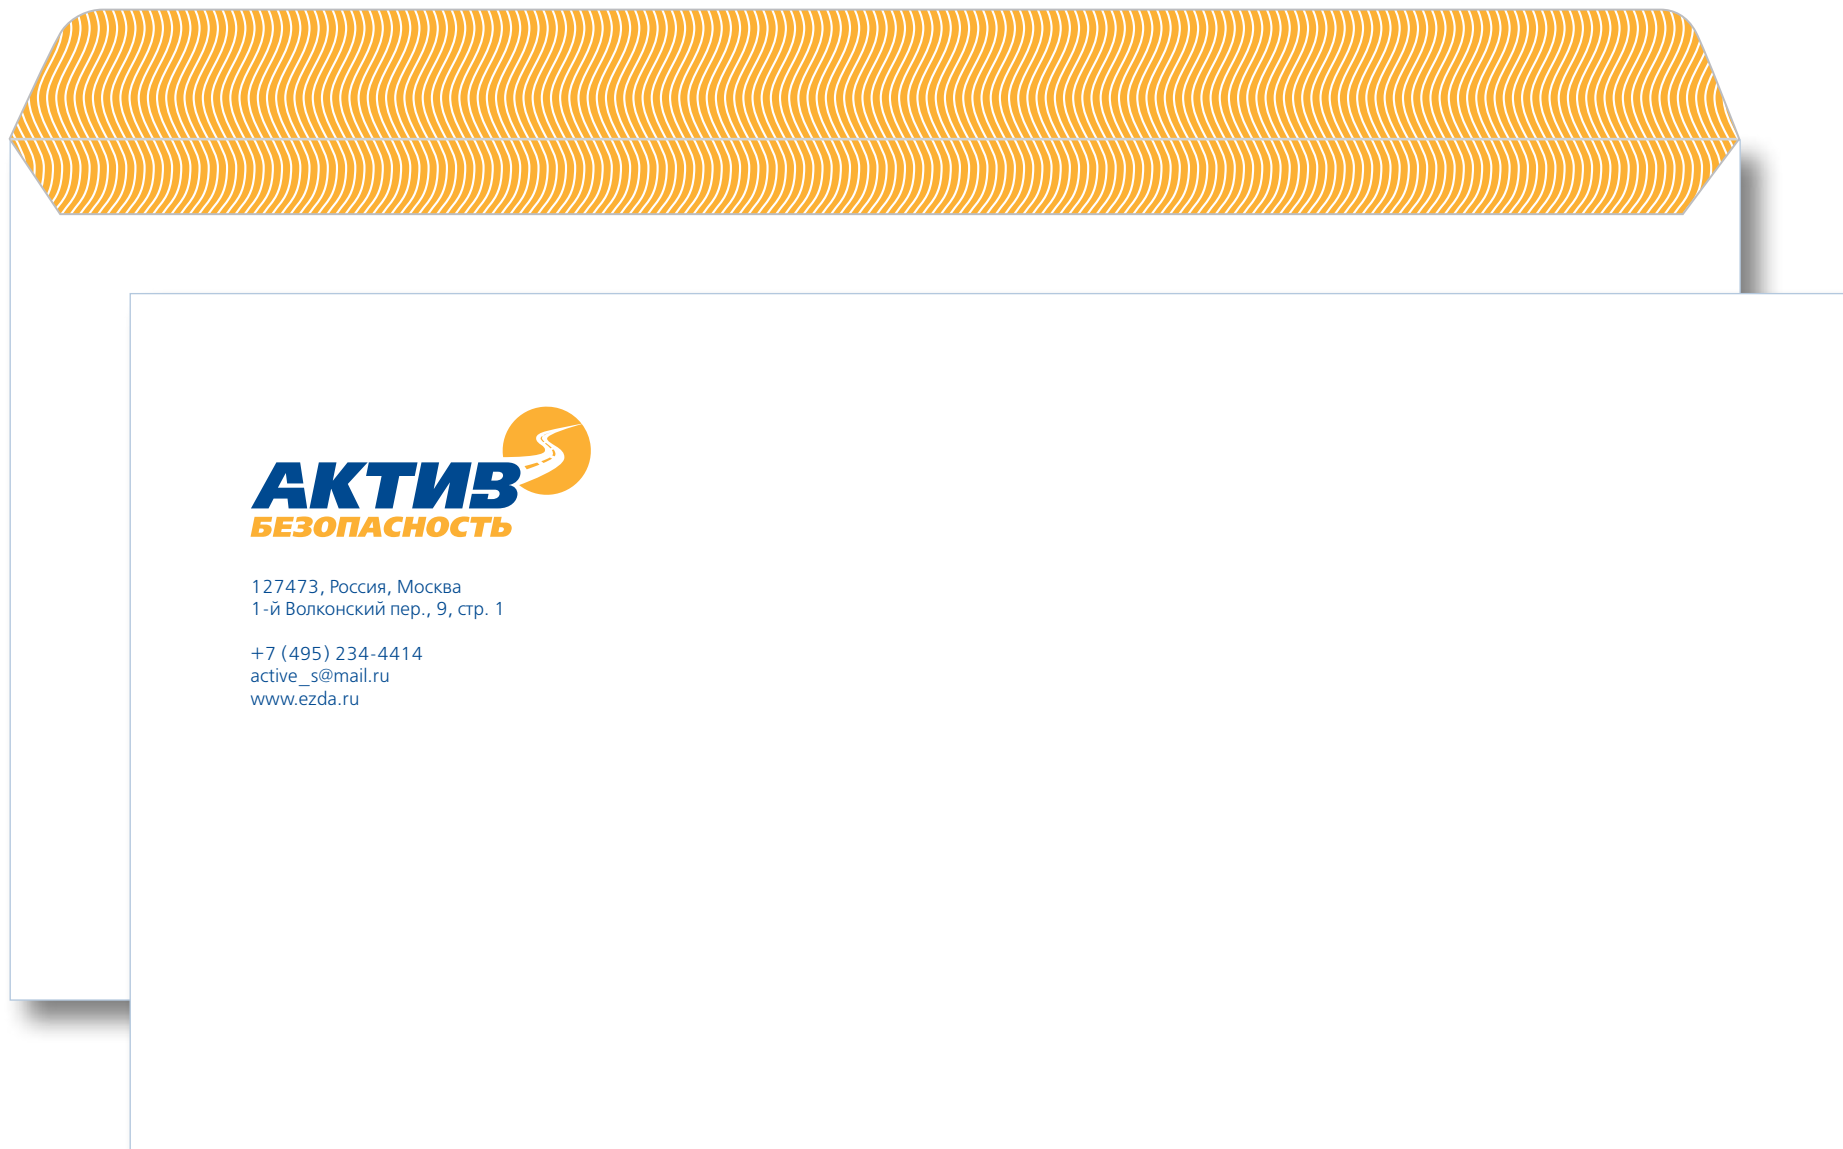 АКТИВ
БЕЗОПАСНОСТЬ
127473, Россия, Москва
1-й Волконский пер., 9, стр. 1
+7 (495) 234-4414
active_s@mail.ru
www.ezda.ru